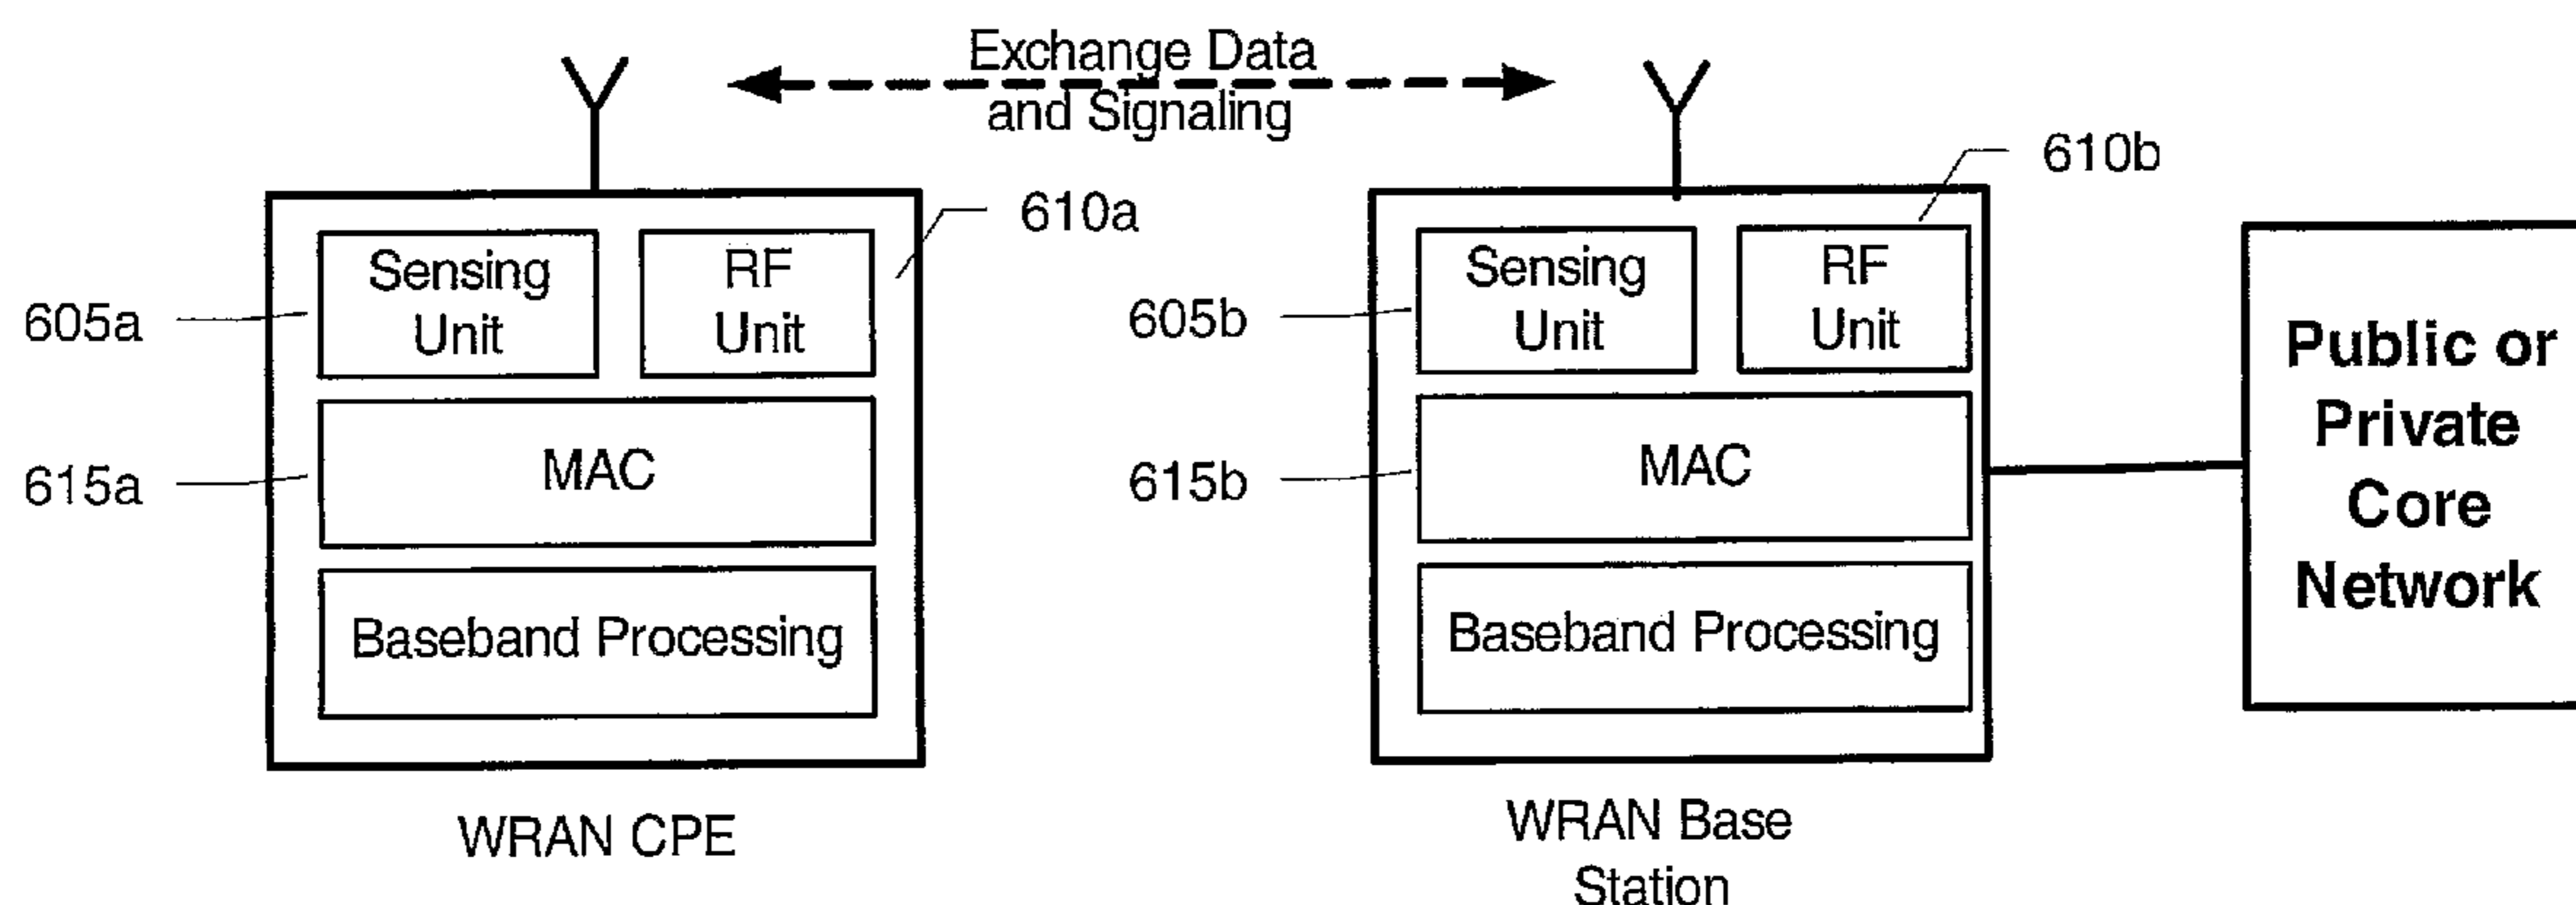 Exchange Data
and Signaling
610b
610a
Sensing
Unit
RF
Unit
605a
MAC
615a
Baseband Processing
WRAN CPE
Sensing
Unit
RF
Unit
605b
MAC
615b
Baseband Processing
WRAN Base
Station
Public or
Private
Core
Network